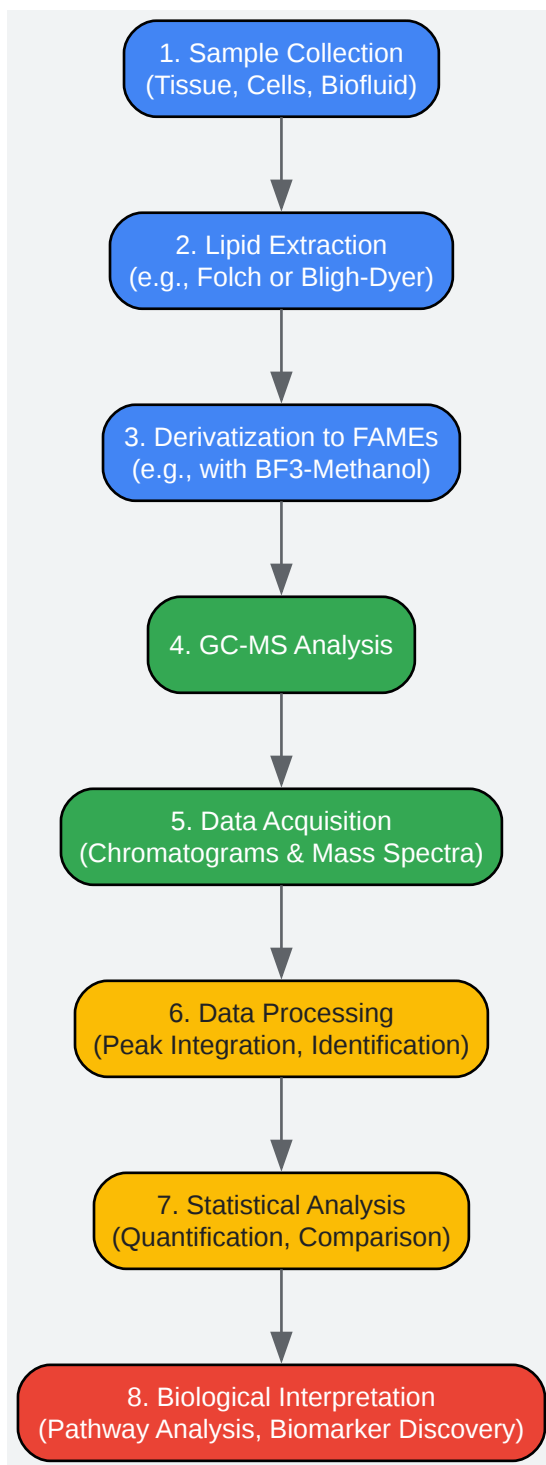 1. Sample Collection
(Tissue, Cells, Biofluid)
2. Lipid Extraction
(e.g., Folch or Bligh-Dyer)
3. Derivatization to FAMEs
(e.g., with BF3-Methanol)
4. GC-MS Analysis
5. Data Acquisition
(Chromatograms & Mass Spectra)
6. Data Processing
(Peak Integration, Identification)
7. Statistical Analysis
(Quantification, Comparison)
8. Biological Interpretation
(Pathway Analysis, Biomarker Discovery)